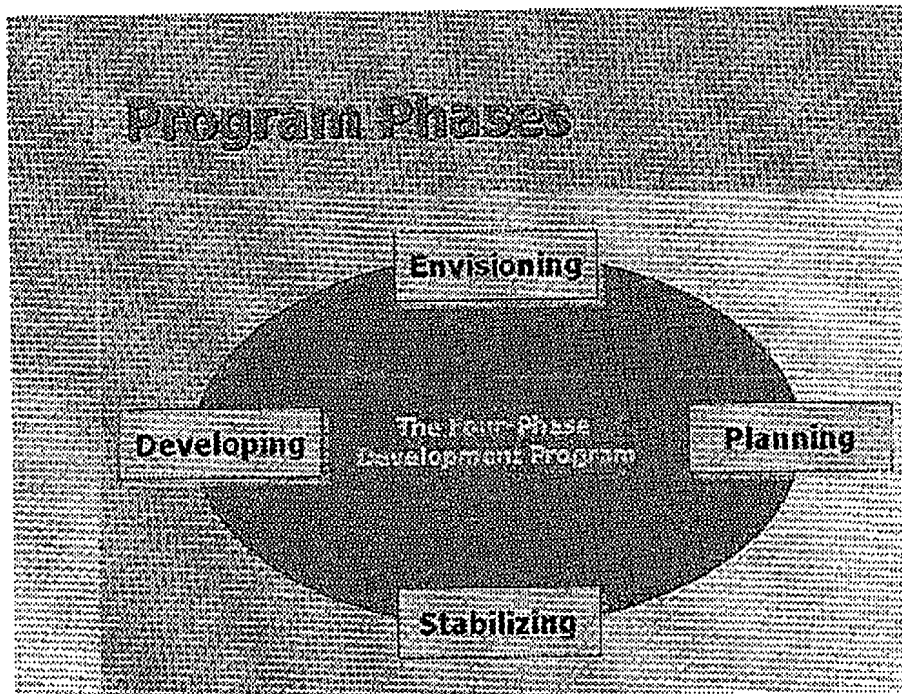 Program Phases
Envisioning
Developing
The Four-Phase
Development Program
Planning
Stabilizing